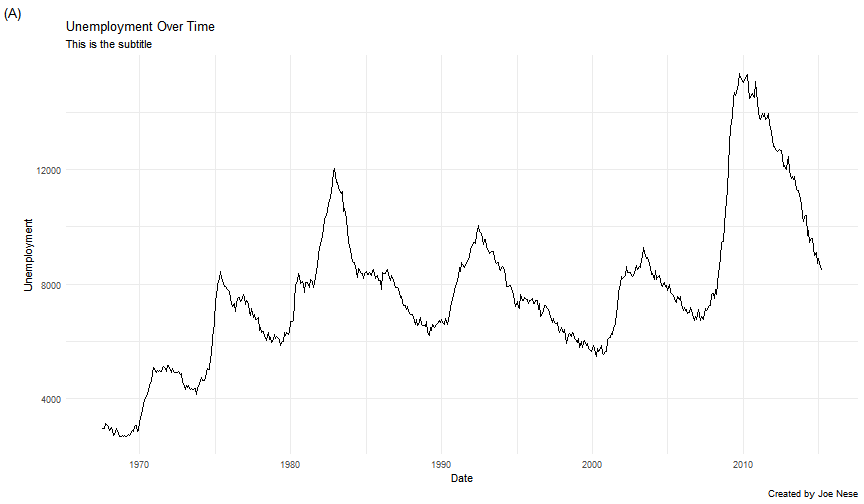 (A)
Unemployment Over Time
This is the subtitle
Unemployment
12000
8000
4000
1970 1980 1990 2000 2010
Date
Created by Joe Nese